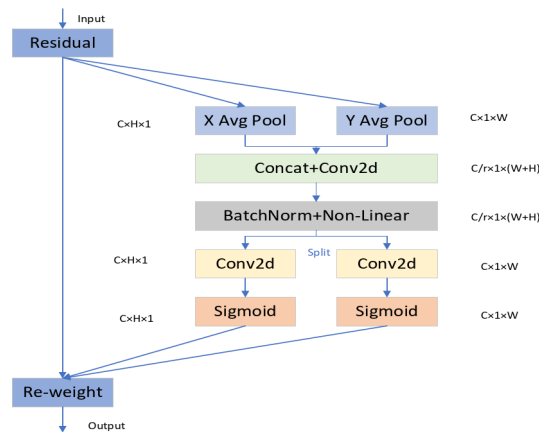 Input
Residual
C×H×1
X Avg Pool
Y Avg Pool
C×1×W
Concat+Conv2d
C/r×1×(W+H)
BatchNorm+Non-Linear
C/r×1×(W+H)
Split
C×H×1
Conv2d
Conv2d
C×1×W
C×H×1
Sigmoid
Sigmoid
C×1×W
Re-weight
Output